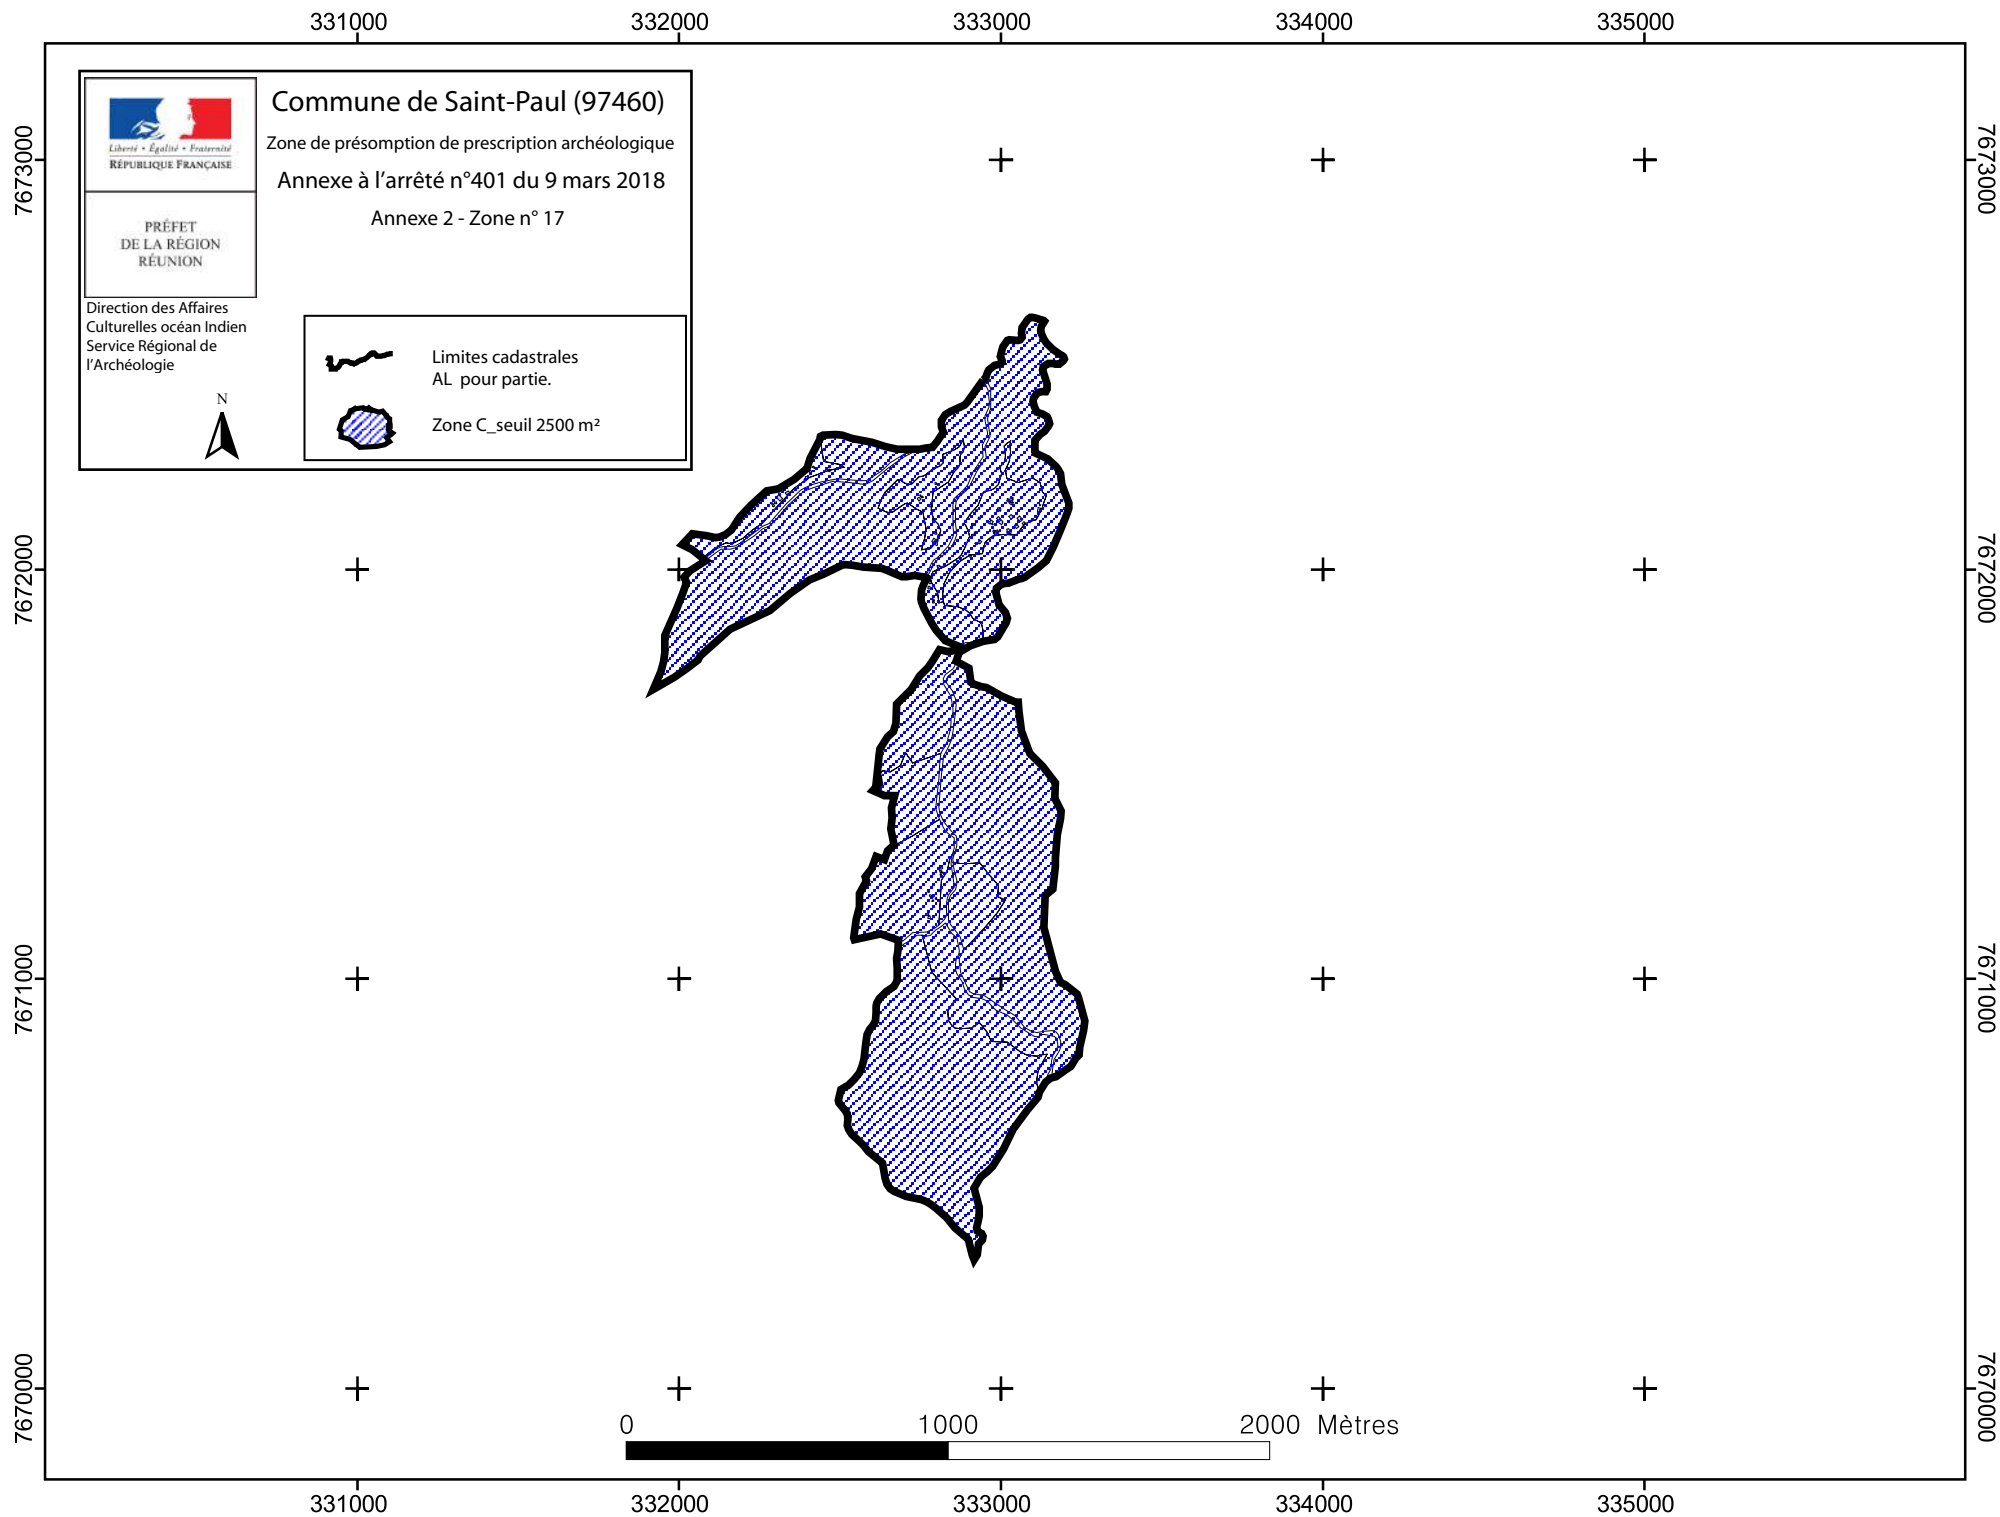 331000 332000 333000 334000 335000
Liberté • Égalité • Fraternité
RÉPUBLIQUE FRANÇAISE
PRÉFET
DE LA RÉGION
RÉUNION
Direction des Affaires
Culturelles océan Indien
Service Régional de
l'Archéologie
N
Commune de Saint-Paul (97460)
Zone de présomption de prescription archéologique
Annexe à l'arrêté n°401 du 9 mars 2018
Annexe 2 - Zone n° 17
Limites cadastrales
AL pour partie.
Zone C_seuil 2500 m²
7673000
7672000
7671000
7670000
7673000
7672000
7671000
7670000
0 1000 2000 Mètres
331000 332000 333000 334000 335000